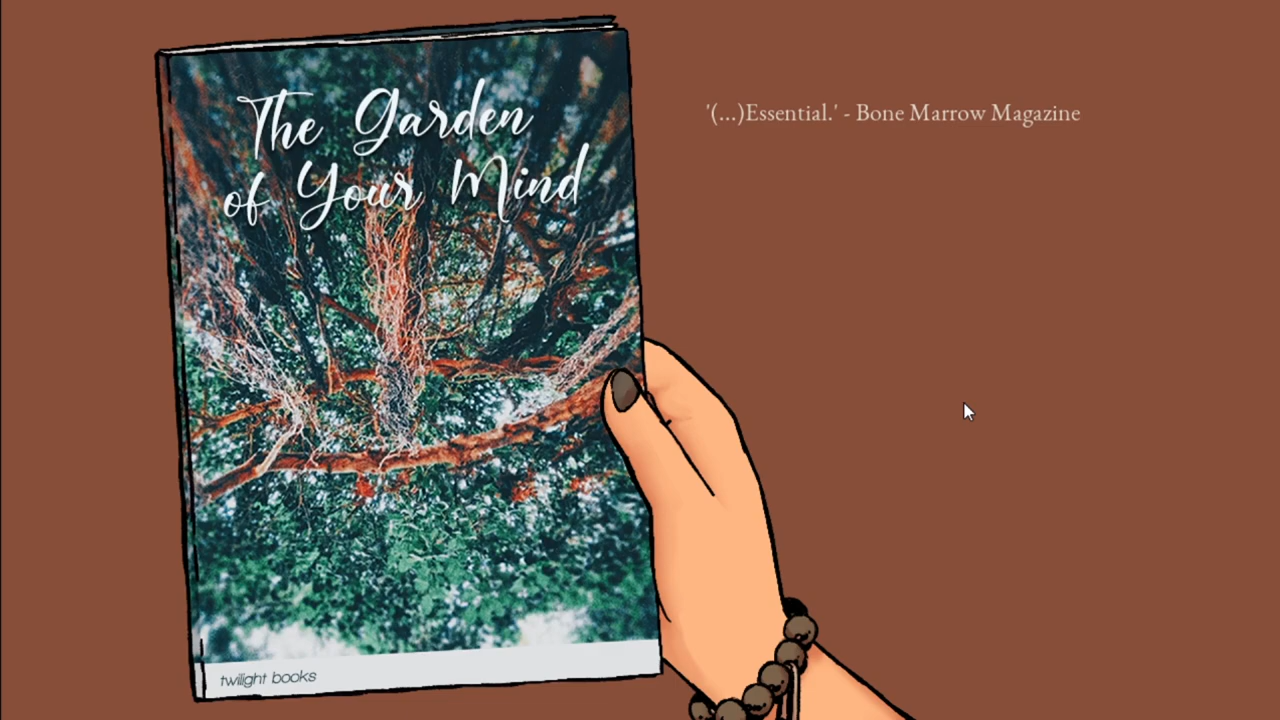 The Garden
of Your Mind
'(...)Essential.' - Bone Marrow Magazine
twilight books